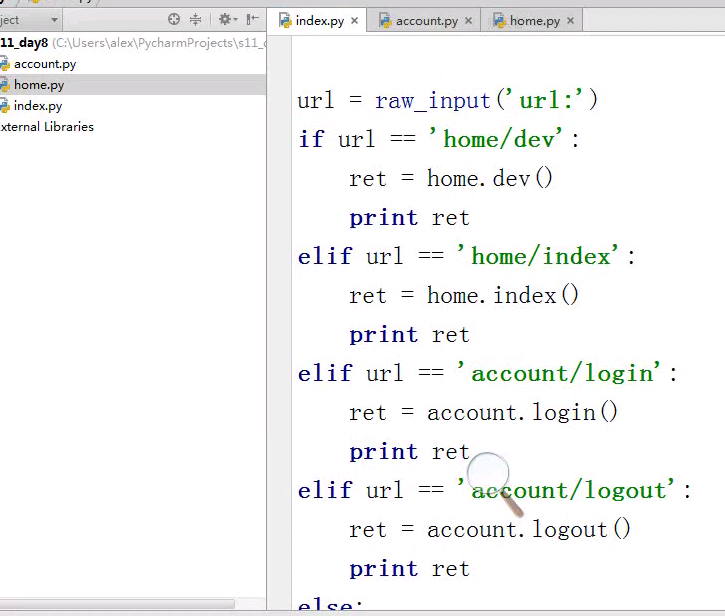 ject
index.py
account.py
home.py
11_day8 (C:\Users\alex\PycharmProjects\s11_d
account.py
home.py
index.py
xternal Libraries
url = raw_input('url:')
if url == 'home/dev':
    ret = home.dev()
    print ret
elif url == 'home/index':
    ret = home.index()
    print ret
elif url == 'account/login':
    ret = account.login()
    print ret
elif url == 'account/logout':
    ret = account.logout()
    print ret
else: